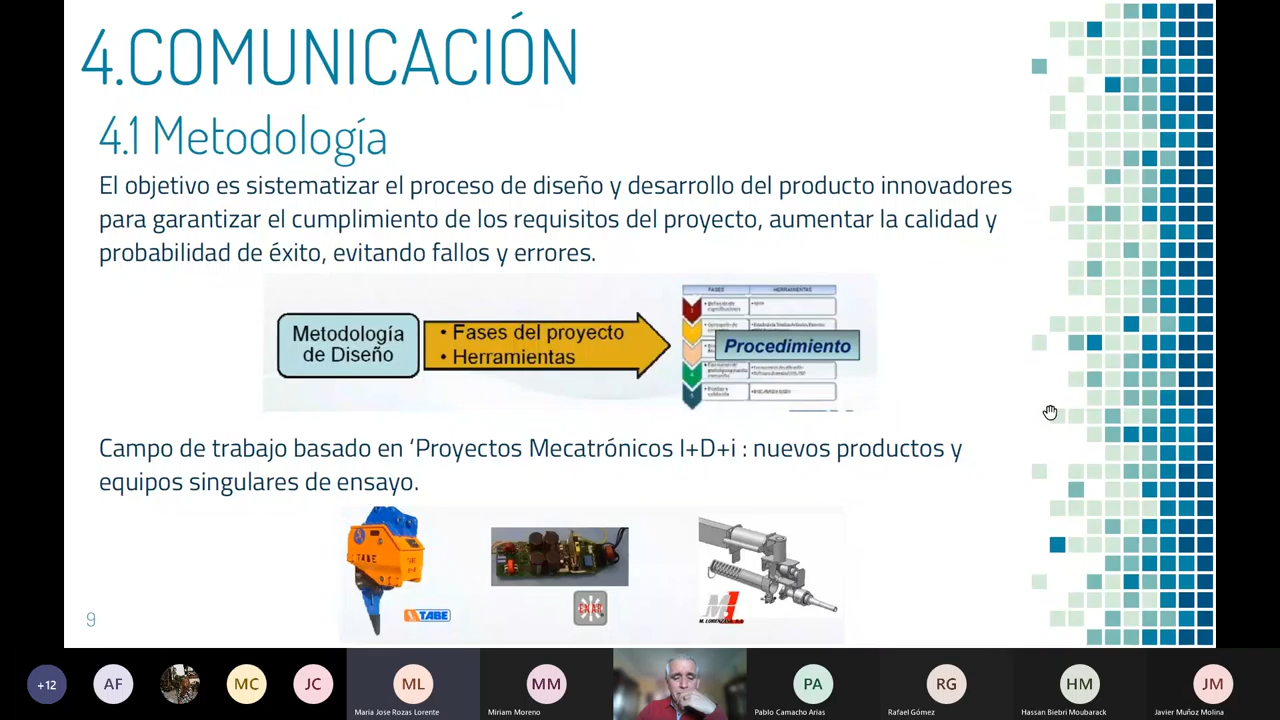 4.COMUNICACIÓN
4.1 Metodología
El objetivo es sistematizar el proceso de diseño y desarrollo del producto innovadores
para garantizar el cumplimiento de los requisitos del proyecto, aumentar la calidad y
probabilidad de éxito, evitando fallos y errores.
Metodología
de Diseño
• Fases del proyecto
• Herramientas
FASES HERRAMIENTAS
Procedimiento
Campo de trabajo basado en ‘Proyectos Mecatrónicos I+D+i : nuevos productos y
equipos singulares de ensayo.
TABE
TABE
ENAR
M. LORENZANA, S.A
9
+12
AF
MC
JC
ML
MM
PA
RG
HM
JM
Maria Jose Rozas Lorente
Miriam Moreno
Pablo Camacho Arias
Rafael Gómez
Hassan Biebri Moubarack
Javier Muñoz Molina